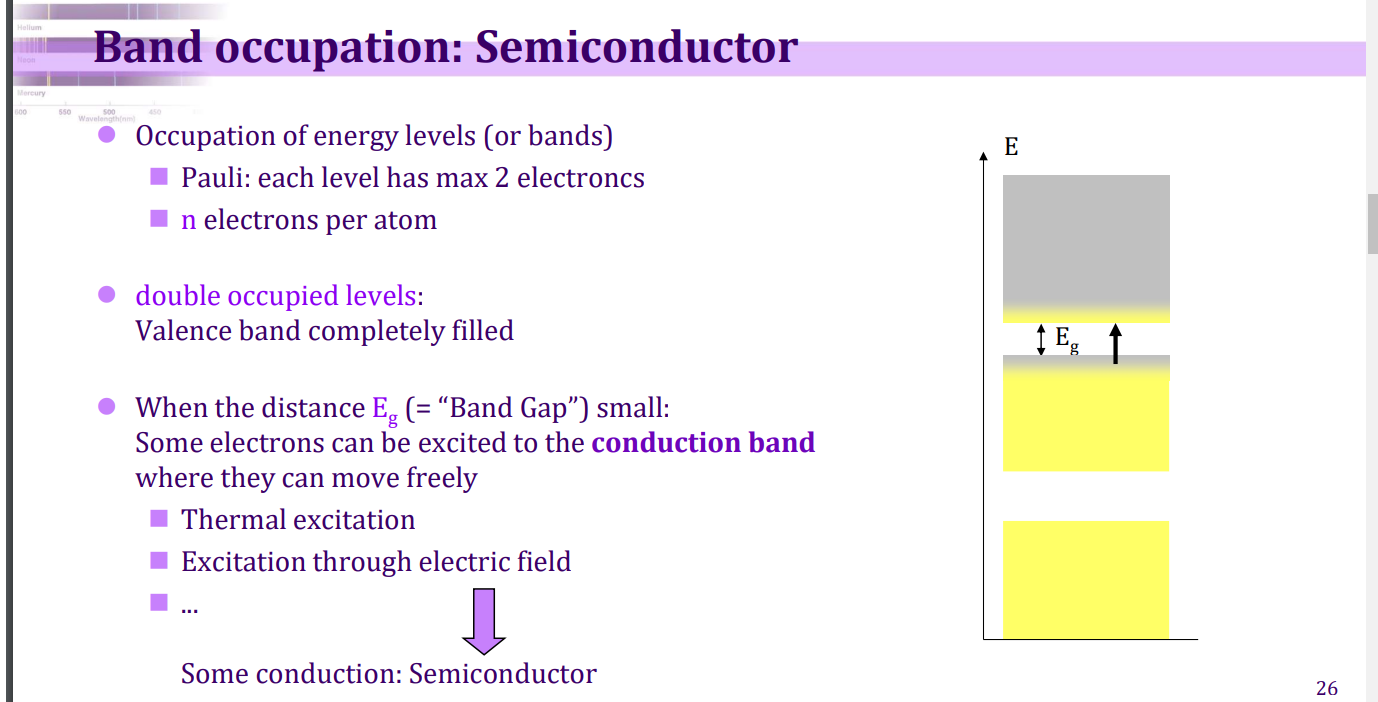 Helium
Neon
Mercury
600 550 500 450
Wavelength(nm)
Band occupation: Semiconductor
Occupation of energy levels (or bands)
Pauli: each level has max 2 electroncs
n electrons per atom
double occupied levels:
Valence band completely filled
When the distance Eg (= “Band Gap”) small:
Some electrons can be excited to the conduction band
where they can move freely
Thermal excitation
Excitation through electric field
...
Some conduction: Semiconductor
E
Eg
26